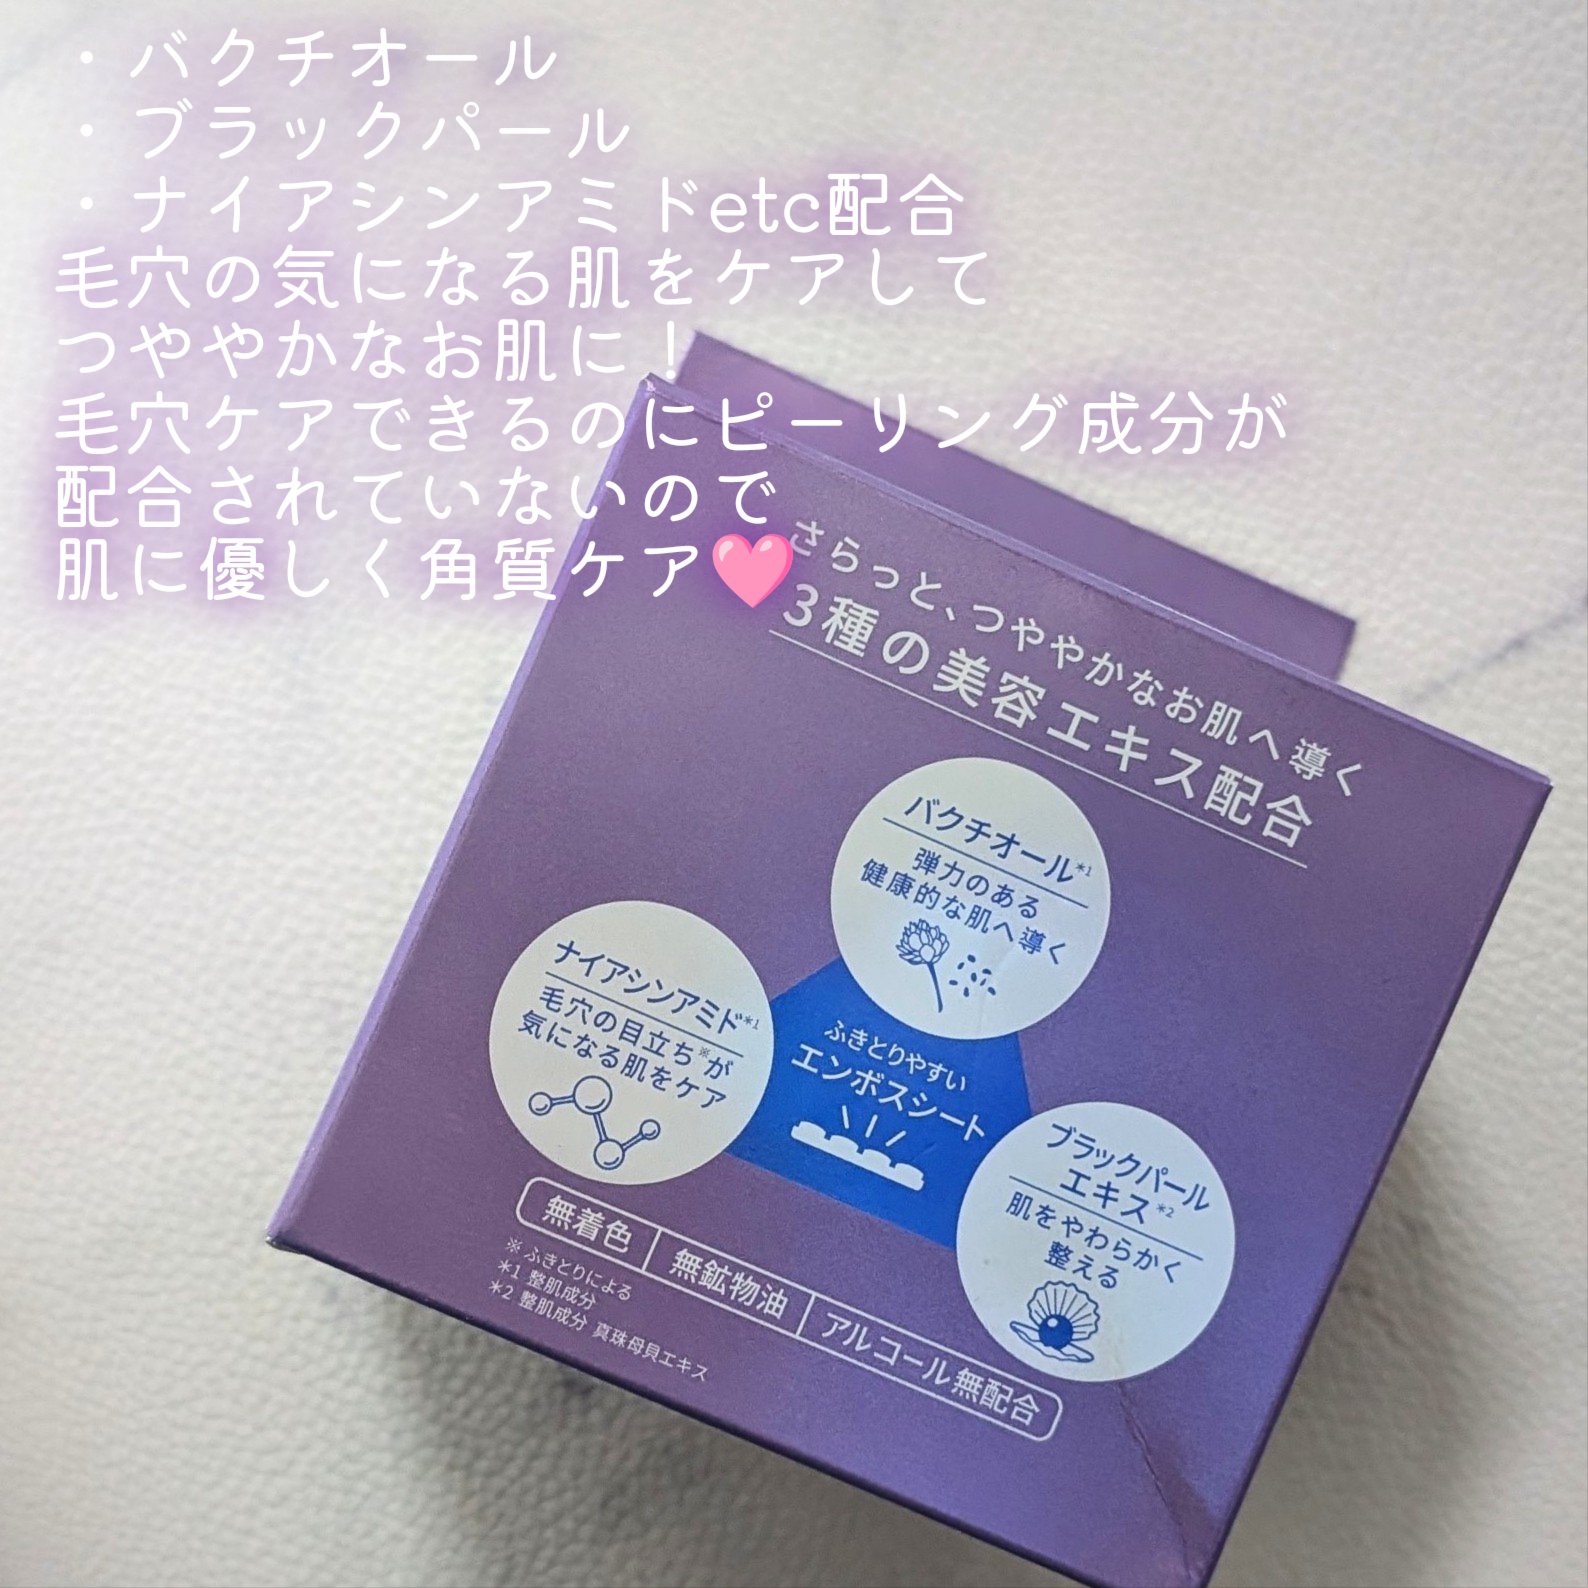 ・バクチオール
・ブラックパール
・ナイアシンアミドetc配合
毛穴の気になる肌をケアして
つややかなお肌に！
毛穴ケアできるのにピーリング成分が
配合されていないので
肌に優しく角質ケア🩷
さらっと、つややかなお肌へ導く
3種の美容エキス配合
バクチオール*1
弾力のある
健康的な肌へ導く
ナイアシンアミド*1
毛穴の目立ち※が
気になる肌をケア
ふきとりやすい
エンボスシート
ブラックパール
エキス*2
肌をやわらかく
整える
無着色 | 無鉱物油 | アルコール無配合
※ ふきとりによる
*1 整肌成分
*2 整肌成分 真珠母貝エキス